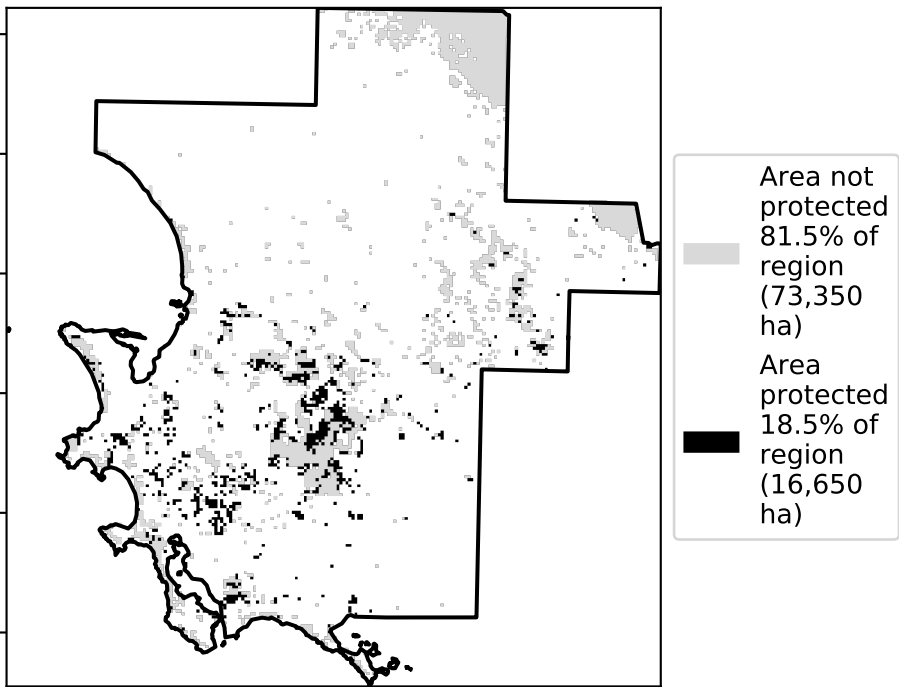 Area not
protected
81.5% of
region
(73,350
ha)
Area
protected
18.5% of
region
(16,650
ha)